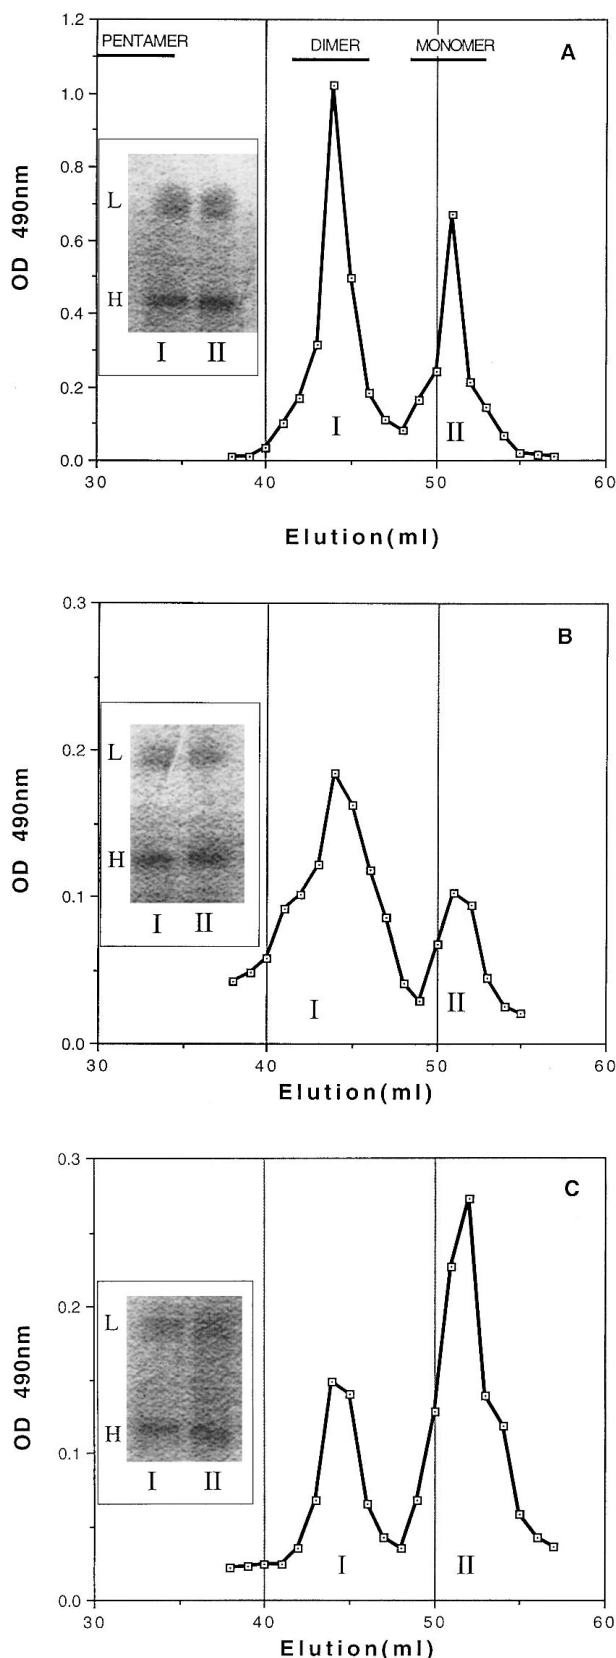 1.2
PENTAMER DIMER MONOMER A
1.0
0.8
L
0.6
OD 490nm
0.4
H
I II
0.2
I II
0.0
30 40 50 60
Elution(ml)
0.3
B
L
0.2
OD 490nm
H
0.1
I II
I II
0.0
30 40 50 60
Elution(ml)
0.3
C
L
0.2
OD 490nm
H
I II
0.1
I II
0.0
30 40 50 60
Elution(ml)